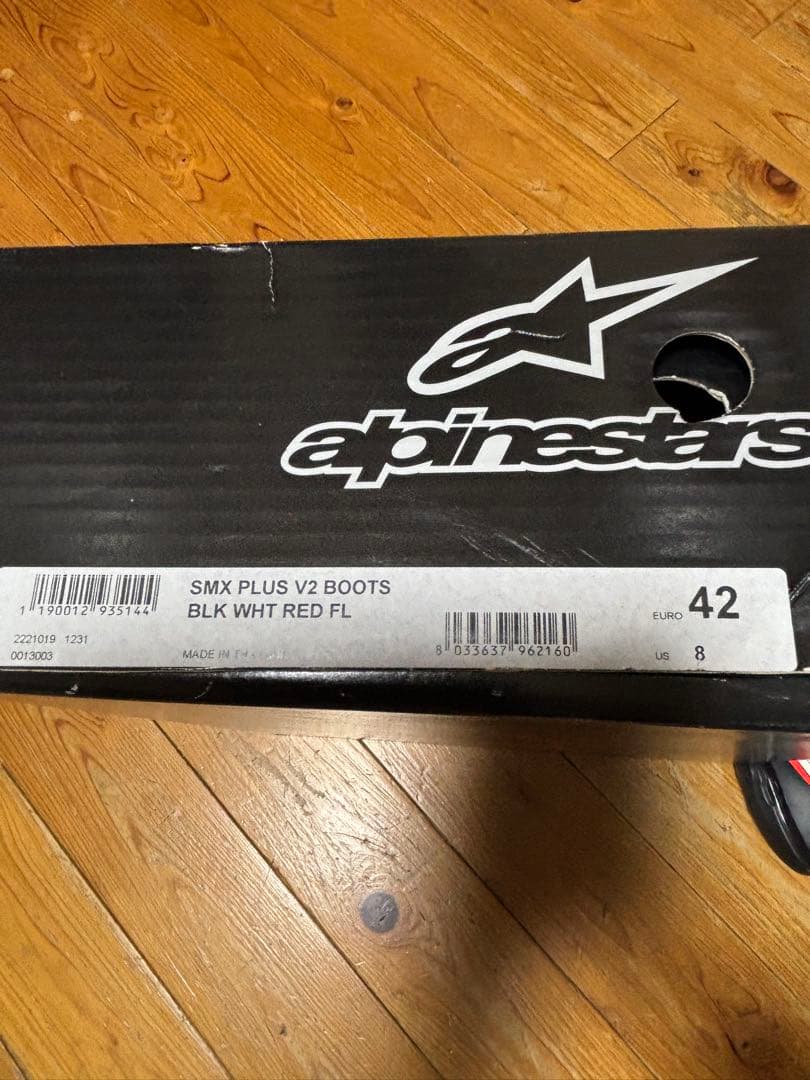 alpinestars
SMX PLUS V2 BOOTS
BLK WHT RED FL
1 190012 935144
2221019 1231
0013003
MADE IN
8 033637 962160
EURO 42
US 8